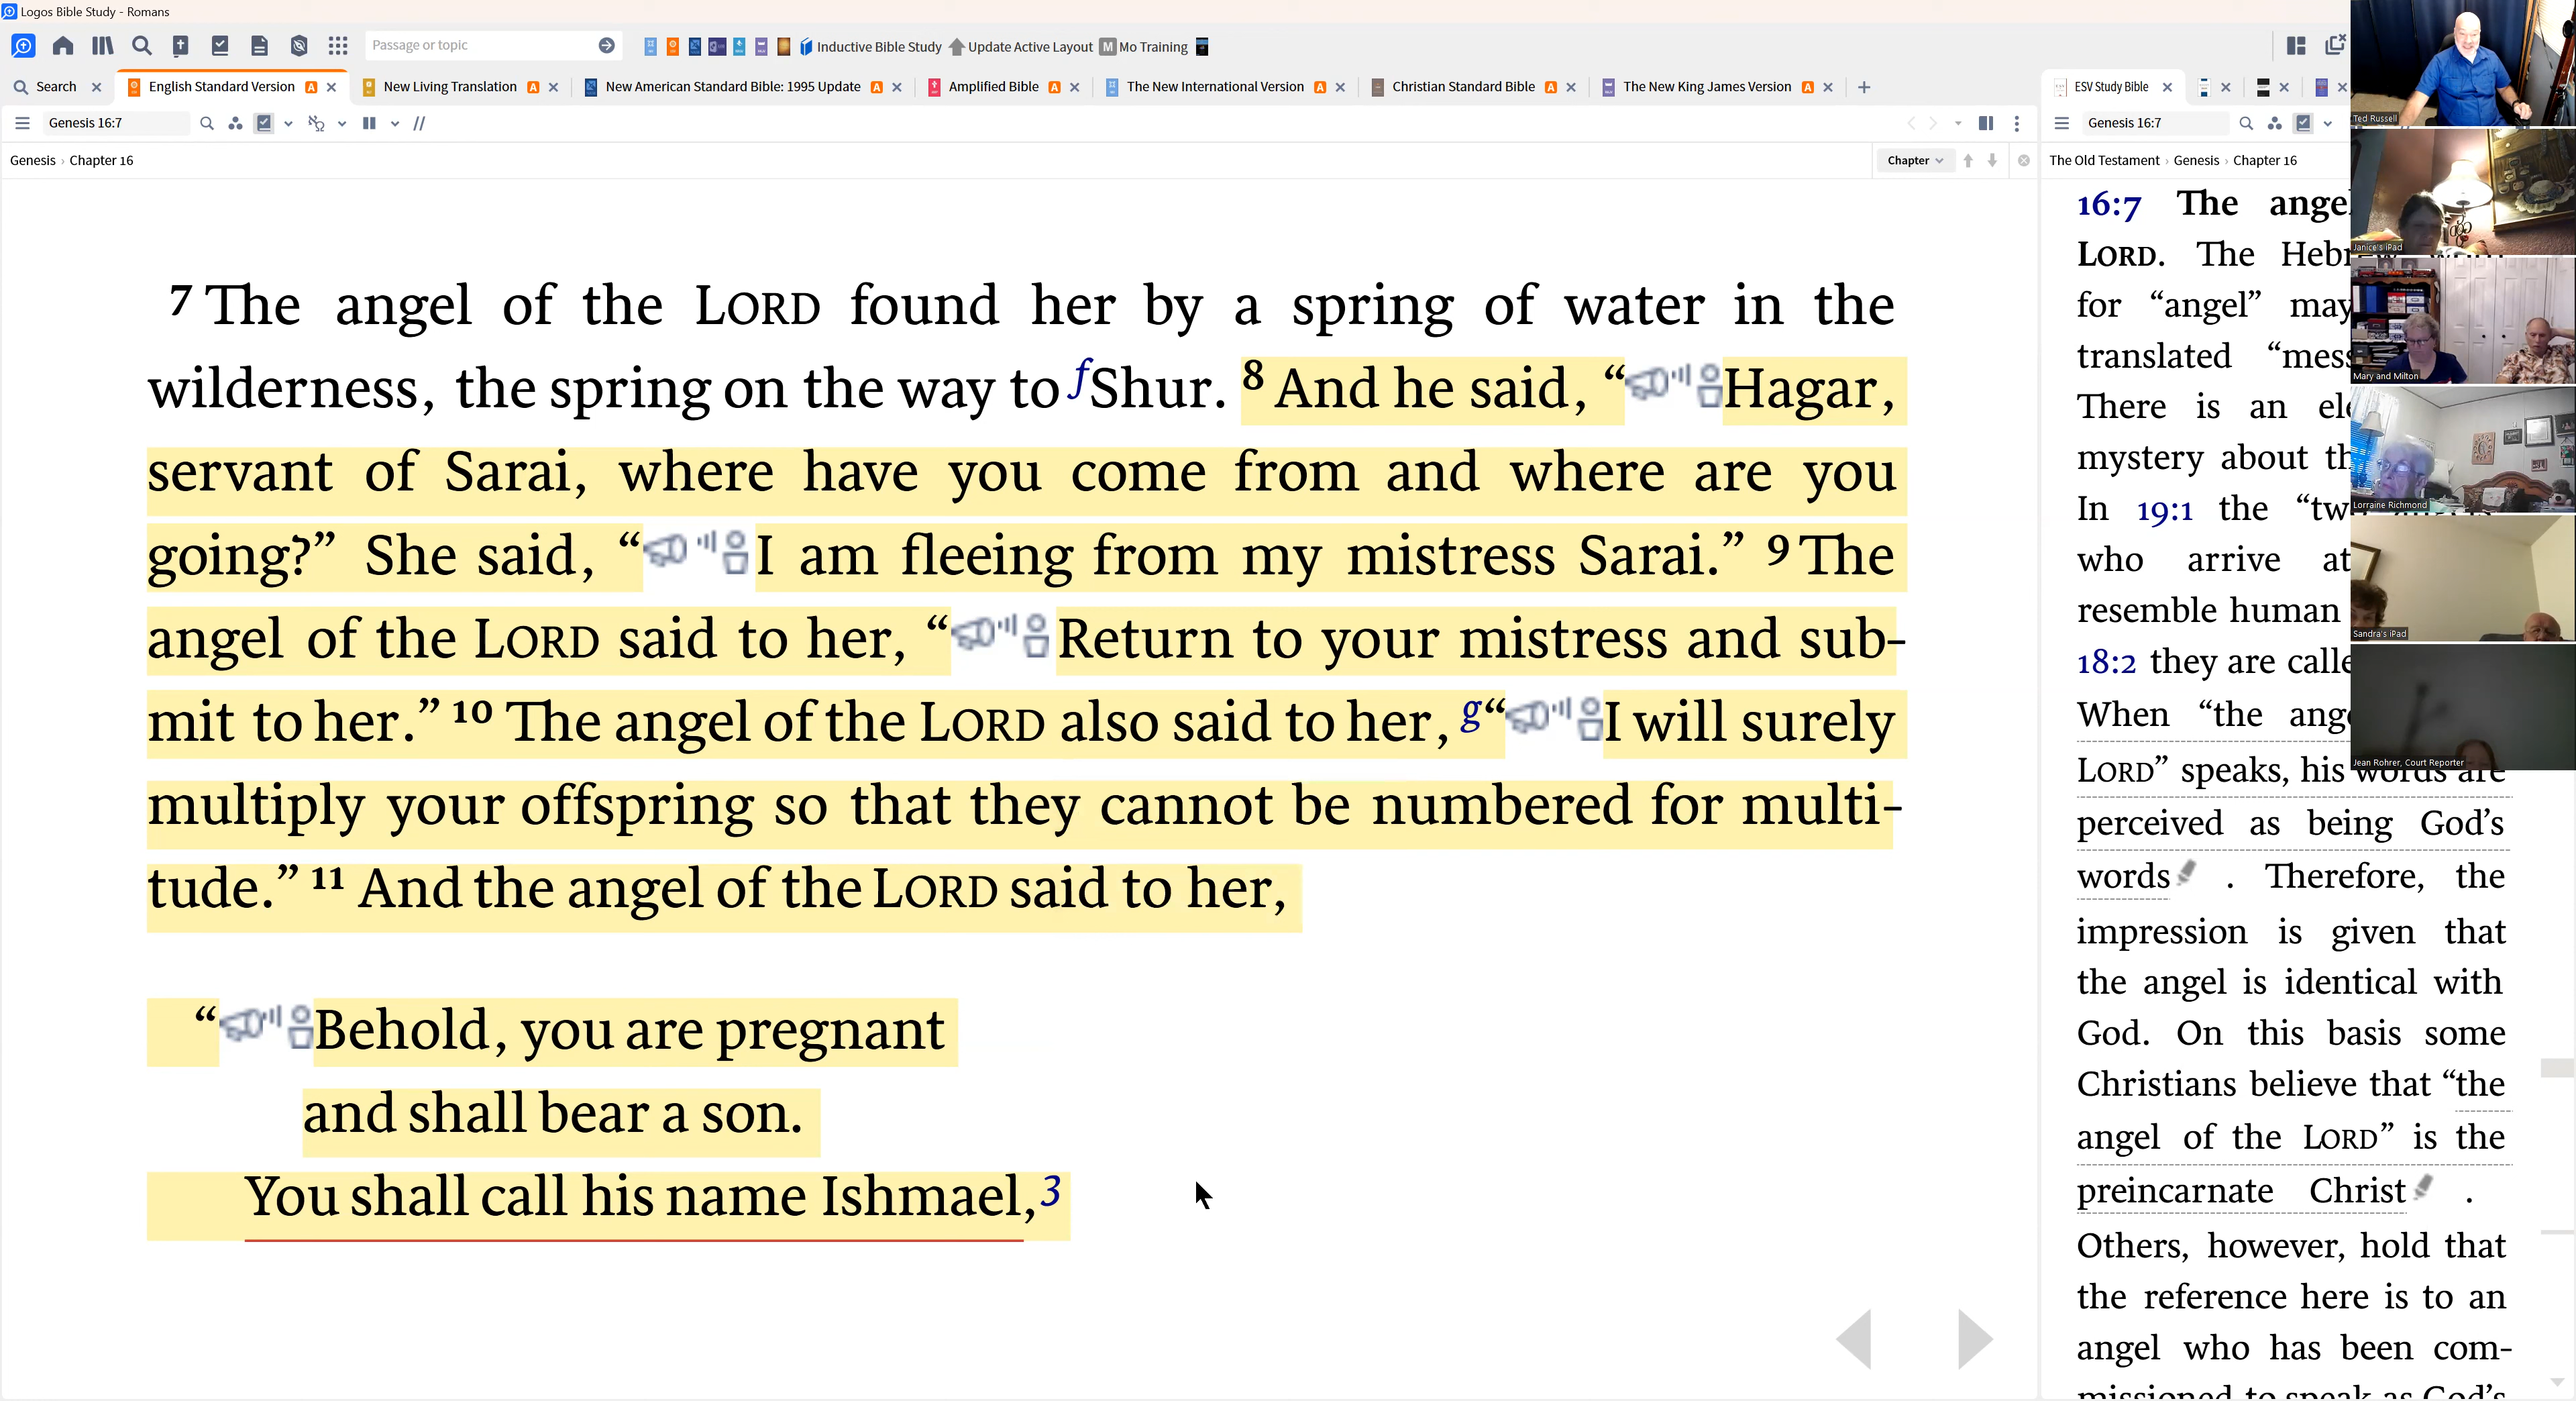 Logos Bible Study - Romans
Passage or topic
Inductive Bible Study Update Active Layout M Mo Training
Search English Standard Version A New Living Translation A New American Standard Bible: 1995 Update A Amplified Bible A The New International Version A Christian Standard Bible A The New King James Version A
Genesis 16:7
Genesis › Chapter 16
Chapter
7 The angel of the LORD found her by a spring of water in the
wilderness, the spring on the way to fShur. 8 And he said, “Hagar,
servant of Sarai, where have you come from and where are you
going?” She said, “I am fleeing from my mistress Sarai.” 9 The
angel of the LORD said to her, “Return to your mistress and sub-
mit to her.” 10 The angel of the LORD also said to her, g“I will surely
multiply your offspring so that they cannot be numbered for multi-
tude.” 11 And the angel of the LORD said to her,
“Behold, you are pregnant
and shall bear a son.
You shall call his name Ishmael,3
ESV Study Bible
Genesis 16:7
The Old Testament › Genesis › Chapter 16
16:7 The angel
LORD. The
for “angel” may
translated
There is an
mystery about
In 19:1 the
who arrive at
resemble human
18:2 they are
When “the
LORD” speaks, his words are
perceived as being God’s
words . Therefore, the
impression is given that
the angel is identical with
God. On this basis some
Christians believe that “the
angel of the LORD” is the
preincarnate Christ .
Others, however, hold that
the reference here is to an
angel who has been com-
missioned to speak as God’s
Ted Russell
Janice's iPad
Mary and Milton
Lorraine Richmond
Sandra's iPad
Jean Rohrer, Court Reporter